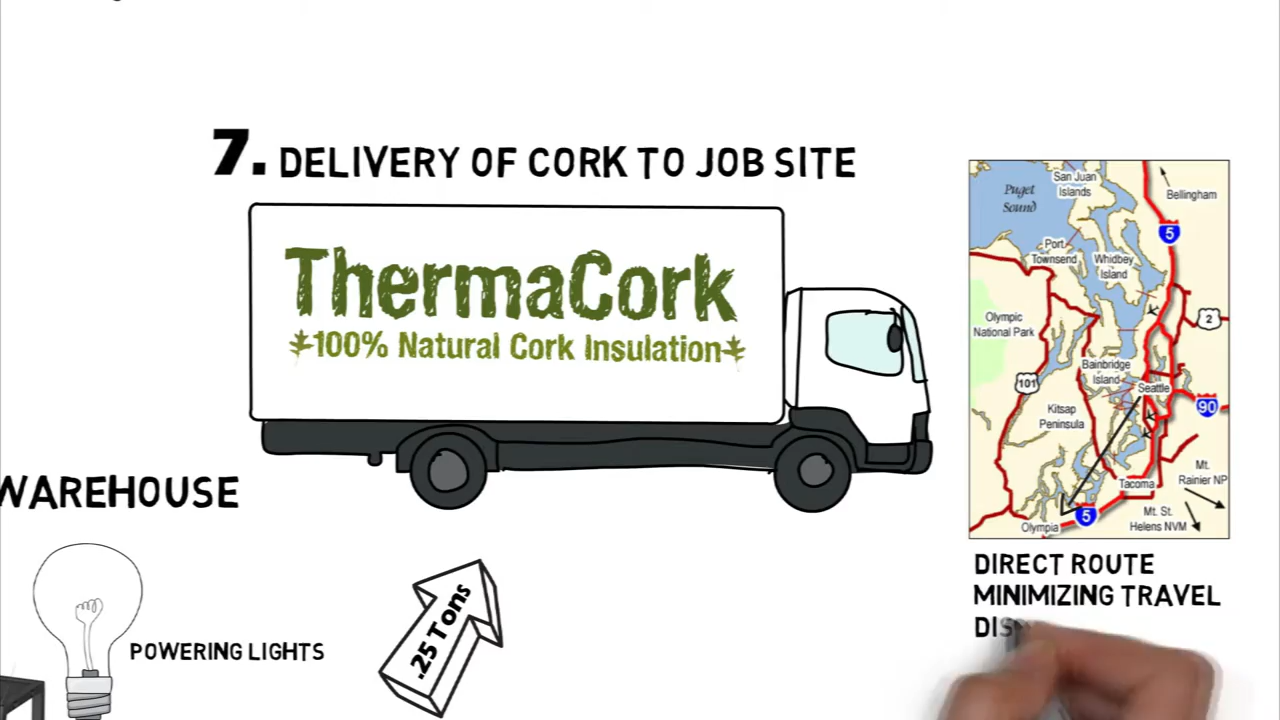 7. DELIVERY OF CORK TO JOB SITE
ThermaCork
100% Natural Cork Insulation
WAREHOUSE
POWERING LIGHTS
.25 Tons
San Juan
Islands
Puget
Sound
Bellingham
5
Port
Townsend
Whidbey
Island
2
Olympic
National Park
Bainbridge
Island
101
Seattle
90
Kitsap
Peninsula
Mt.
Rainier NP
Tacoma
5
Mt. St.
Helens NVM
Olympia
DIRECT ROUTE
MINIMIZING TRAVEL
DIS